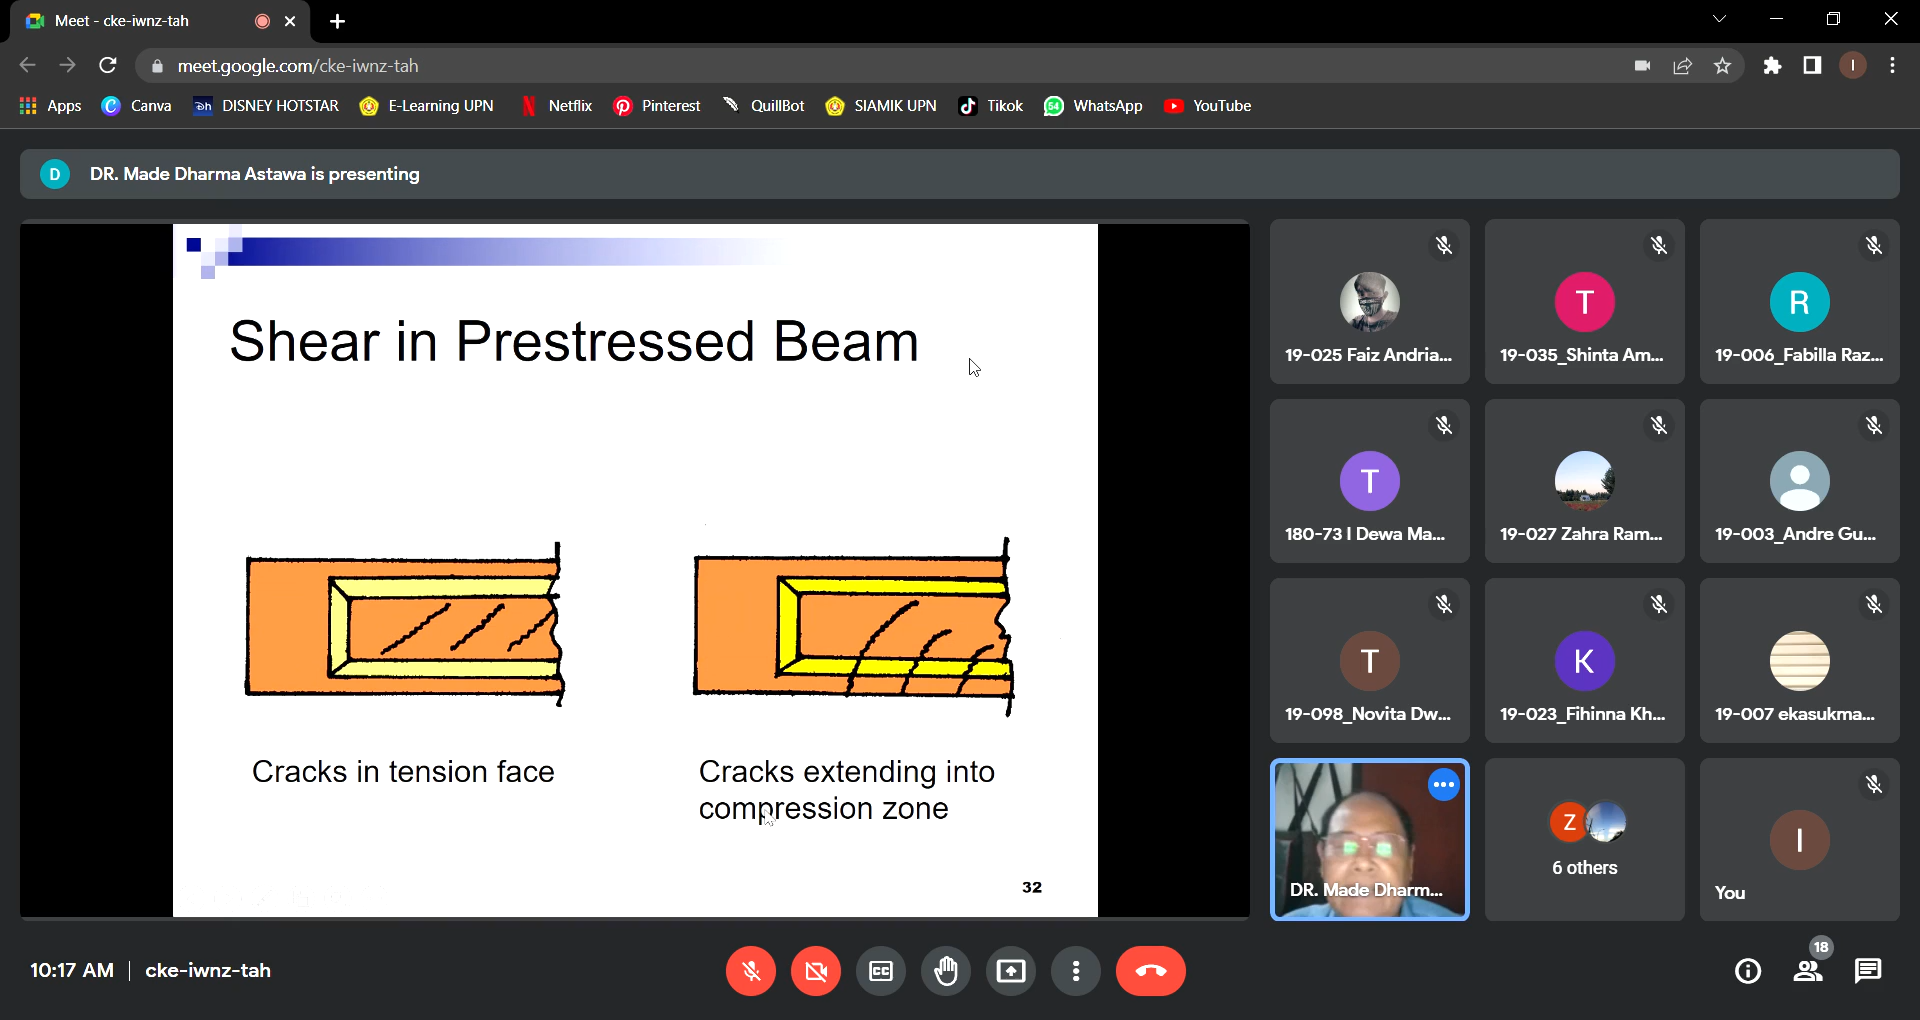 Meet - cke-iwnz-tah
meet.google.com/cke-iwnz-tah
I
Apps
Canva
DISNEY HOTSTAR
E-Learning UPN
Netflix
Pinterest
QuillBot
SIAMIK UPN
Tikok
64
WhatsApp
YouTube
D
DR. Made Dharma Astawa is presenting
Shear in Prestressed Beam
Cracks in tension face
Cracks extending into
compression zone
32
19-025 Faiz Andria...
T
19-035_Shinta Am...
R
19-006_Fabilla Raz...
T
180-73 I Dewa Ma...
19-027 Zahra Ram...
19-003_Andre Gu...
T
19-098_Novita Dw...
K
19-023_Fihinna Kh...
19-007 ekasukma...
DR. Made Dharm...
Z
6 others
I
You
10:17 AM | cke-iwnz-tah
CC
18